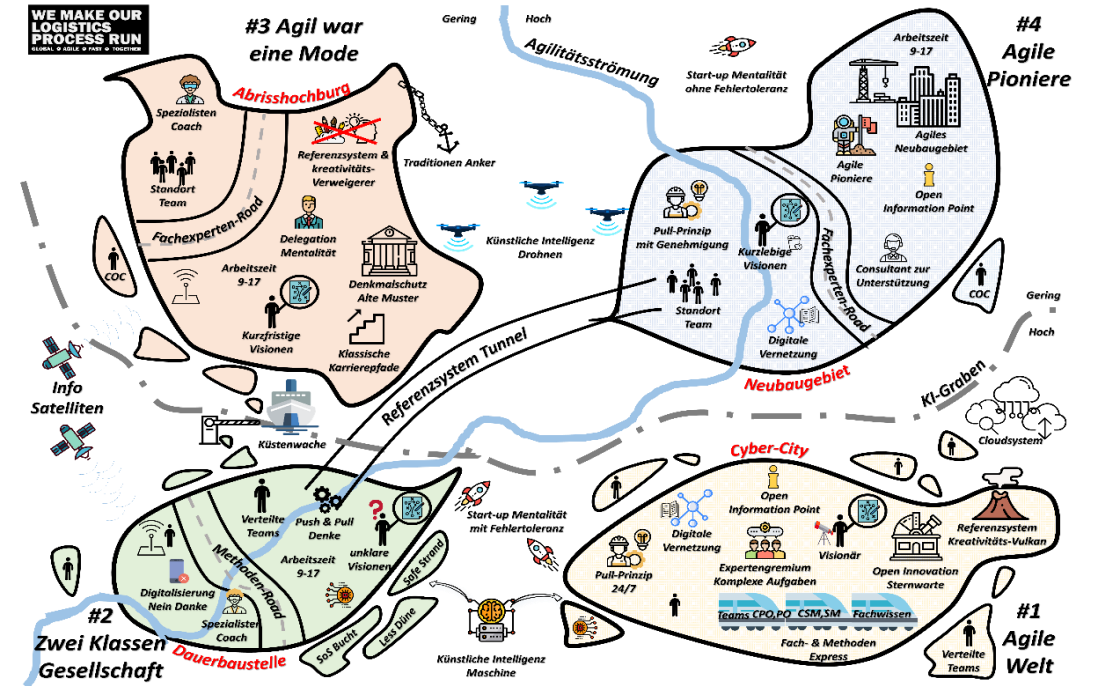 WE MAKE OUR
LOGISTICS
PROCESS RUN
GLOBAL ● AGILE ● FAST ● TOGETHER
#3 Agil war
eine Mode
Abrisshochburg
Spezialisten
Coach
Standort
Team
Fachexperten-Road
Referenzsystem &
kreativitäts-
Verweigerer
Delegation
Mentalität
Arbeitszeit
9-17
Denkmalschutz
Alte Muster
Kurzfristige
Visionen
Klassische
Karrierepfade
COC
Traditionen Anker
Gering
Hoch
Agilitätsströmung
Start-up Mentalität
ohne Fehlertoleranz
Künstliche Intelligenz
Drohnen
#4
Agile
Pioniere
Arbeitszeit
9-17
Agiles
Neubaugebiet
Agile
Pioniere
Open
Information Point
Pull-Prinzip
mit Genehmigung
Kurzlebige
Visionen
Fachexperten-Road
Consultant zur
Unterstützung
Standort
Team
Digitale
Vernetzung
Neubaugebiet
COC
Gering
Hoch
KI-Graben
Cloudsystem
Info
Satelliten
Küstenwache
Referenzsystem Tunnel
Verteilte
Teams
Push & Pull
Denke
?
unklare
Visionen
Arbeitszeit
9-17
Methoden-Road
Digitalisierung
Nein Danke
Spezialisten
Coach
Dauerbaustelle
#2
Zwei Klassen
Gesellschaft
SoS Bucht
Less Düne
Safe Strand
Start-up Mentalität
mit Fehlertoleranz
Künstliche Intelligenz
Maschine
Cyber-City
Open
Information Point
Digitale
Vernetzung
Pull-Prinzip
24/7
Expertengremium
Komplexe Aufgaben
Visionär
Open Innovation
Sternwarte
Referenzsystem
Kreativitäts-Vulkan
Teams
CPO,PO
CSM,SM
Fachwissen
Fach- & Methoden
Express
Verteilte
Teams
#1
Agile
Welt